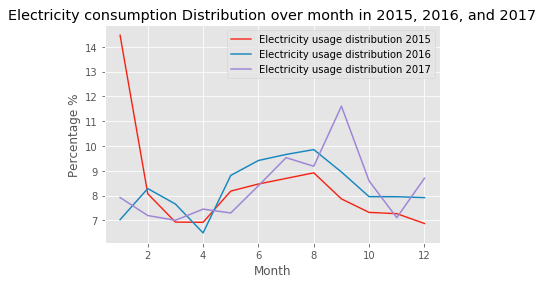 Electricity consumption Distribution over month in 2015, 2016, and 2017
Electricity usage distribution 2015
Electricity usage distribution 2016
Electricity usage distribution 2017
Percentage %
14
13
12
11
10
9
8
7
2
4
6
8
10
12
Month